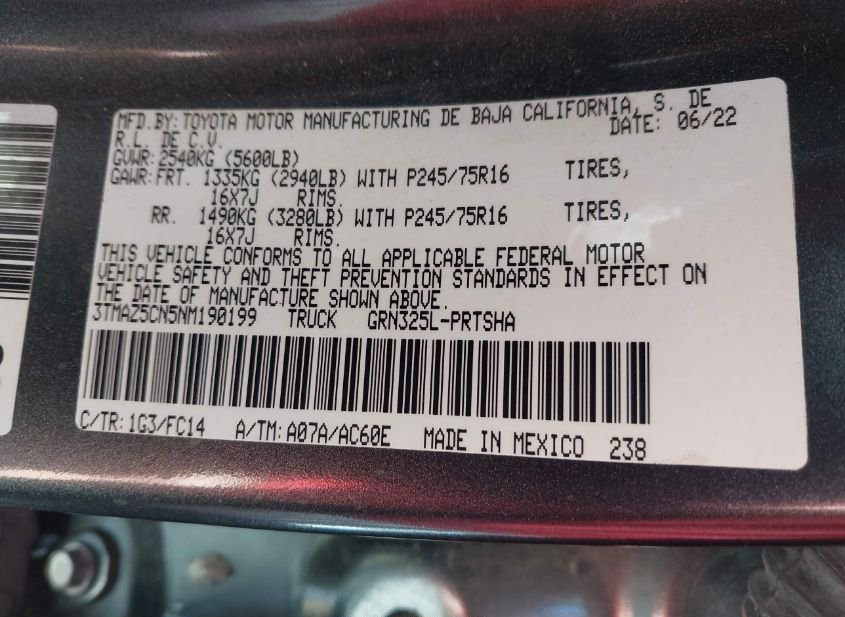 MFD.BY:TOYOTA MOTOR MANUFACTURING DE BAJA CALIFORNIA, S. DE
R.L. DE C.V. DATE: 06/22
GVWR:2540KG (5600LB)
GAWR:FRT. 1335KG (2940LB) WITH P245/75R16 TIRES,
16X7J RIMS.
RR. 1490KG (3280LB) WITH P245/75R16 TIRES,
16X7J RIMS.
THIS VEHICLE CONFORMS TO ALL APPLICABLE FEDERAL MOTOR
VEHICLE SAFETY AND THEFT PREVENTION STANDARDS IN EFFECT ON
THE DATE OF MANUFACTURE SHOWN ABOVE.
3TMAZ5CN5NM190199 TRUCK GRN325L-PRTSHA
C/TR:1G3/FC14 A/TM:A07A/AC60E MADE IN MEXICO 238